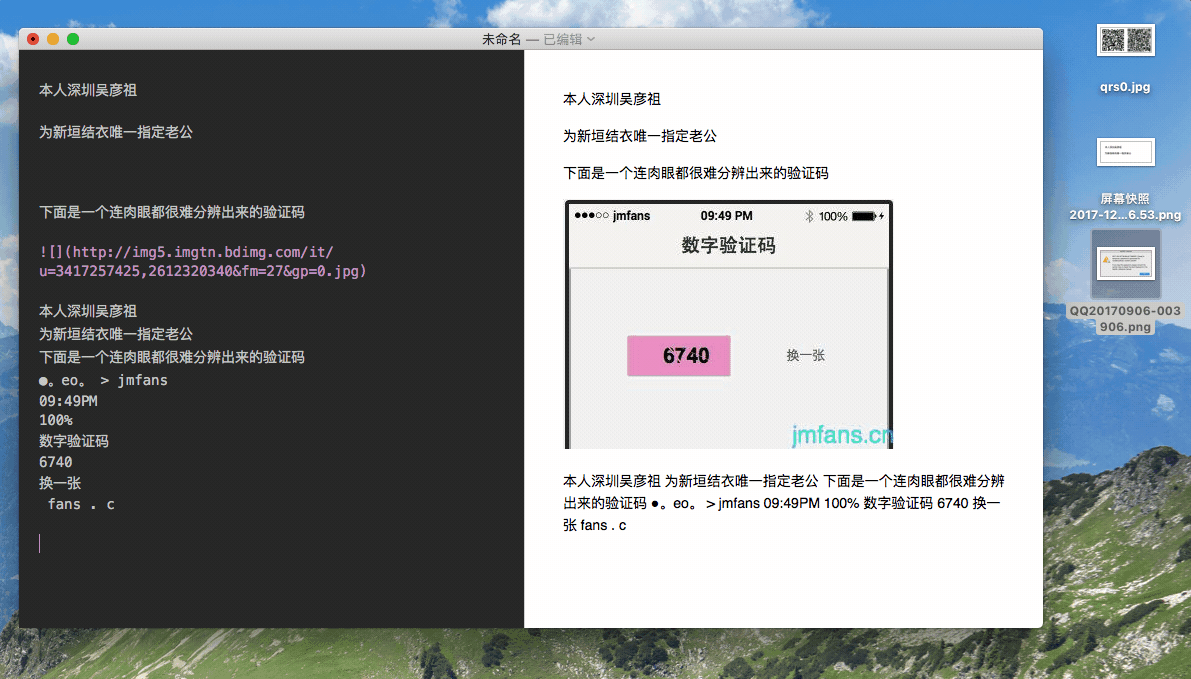 未命名 — 已编辑
本人深圳吴彦祖
为新垣结衣唯一指定老公
下面是一个连肉眼都很难分辨出来的验证码
![](http://img5.imgtn.bdimg.com/it/
u=3417257425,2612320340&fm=27&gp=0.jpg)
本人深圳吴彦祖
为新垣结衣唯一指定老公
下面是一个连肉眼都很难分辨出来的验证码
●。eo。 > jmfans
09:49PM
100%
数字验证码
6740
换一张
fans . c
本人深圳吴彦祖
为新垣结衣唯一指定老公
下面是一个连肉眼都很难分辨出来的验证码
●●●○○ jmfans 09:49 PM 100%
数字验证码
6740 换一张
jmfans.cn
本人深圳吴彦祖 为新垣结衣唯一指定老公 下面是一个连肉眼都很难分辨
出来的验证码 ●。eo。 > jmfans 09:49PM 100% 数字验证码 6740 换一
张 fans . c
qrs0.jpg
屏幕快照
2017-12...6.53.png
QQ20170906-003
906.png